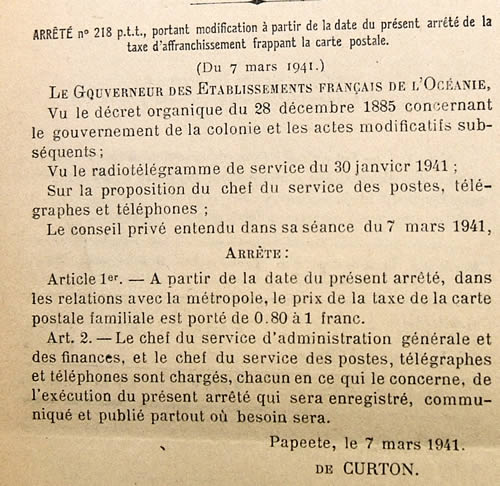 ARRÊTÉ nº 218 p.t.t., portant modification à partir de la date du présent arrêté de la
taxe d'affranchissement frappant la carte postale.
(Du 7 mars 1941.)
LE GOUVERNEUR DES ETABLISSEMENTS FRANÇAIS DE L'OCÉANIE,
Vu le décret organique du 28 décembre 1885 concernant
le gouvernement de la colonie et les actes modificatifs sub-
séquents ;
Vu le radiotélégramme de service du 30 janvier 1941 ;
Sur la proposition du chef du service des postes, télé-
graphes et téléphones ;
Le conseil privé entendu dans sa séance du 7 mars 1941,
ARRÊTE :
Article 1er. — A partir de la date du présent arrêté, dans
les relations avec la métropole, le prix de la taxe de la carte
postale familiale est porté de 0.80 à 1 franc.
Art. 2. — Le chef du service d'administration générale et
des finances, et le chef du service des postes, télégraphes
et téléphones sont chargés, chacun en ce qui le concerne, de
l'exécution du présent arrêté qui sera enregistré, commu-
niqué et publié partout où besoin sera.
Papeete, le 7 mars 1941.
DE CURTON.